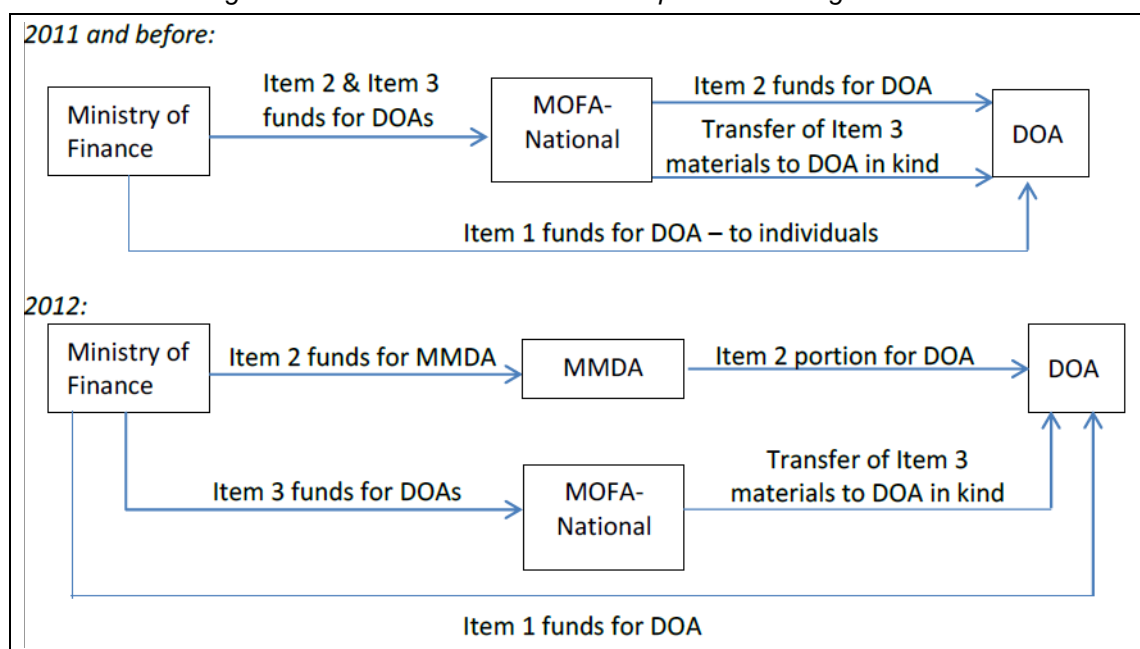 2011 and before:
Item 2 & Item 3
funds for DOAs
Ministry of
Finance
MOFA-
National
Item 2 funds for DOA
Transfer of Item 3
materials to DOA in kind
DOA
Item 1 funds for DOA – to individuals
2012:
Ministry of
Finance
Item 2 funds for MMDA
MMDA
Item 2 portion for DOA
DOA
Item 3 funds for DOAs
MOFA-
National
Transfer of Item 3
materials to DOA in kind
Item 1 funds for DOA